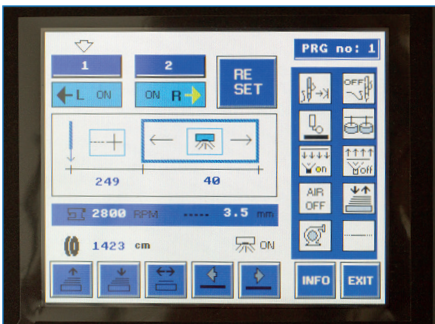 PRG no: 1
1 2
L ON ON R
RE
SET
OFF
249 40
on off
AIR
OFF
2800 RPM ----- 3.5 mm
1423 cm ON
INFO EXIT